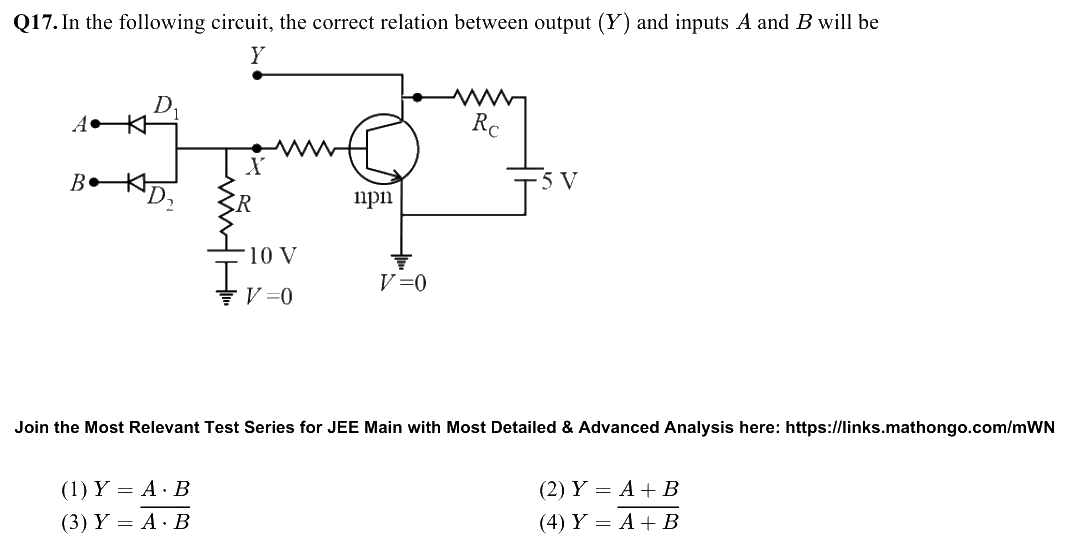 Q17. In the following circuit, the correct relation between output (Y) and inputs A and B will be
Y
D₁
A
R_C
X
5 V
B
D₂
R
npn
10 V
V=0
V=0
Join the Most Relevant Test Series for JEE Main with Most Detailed & Advanced Analysis here: https://links.mathongo.com/mWN
(1) Y = A · B
(2) Y = A + B
(3) Y = \overline{A · B}
(4) Y = \overline{A + B}